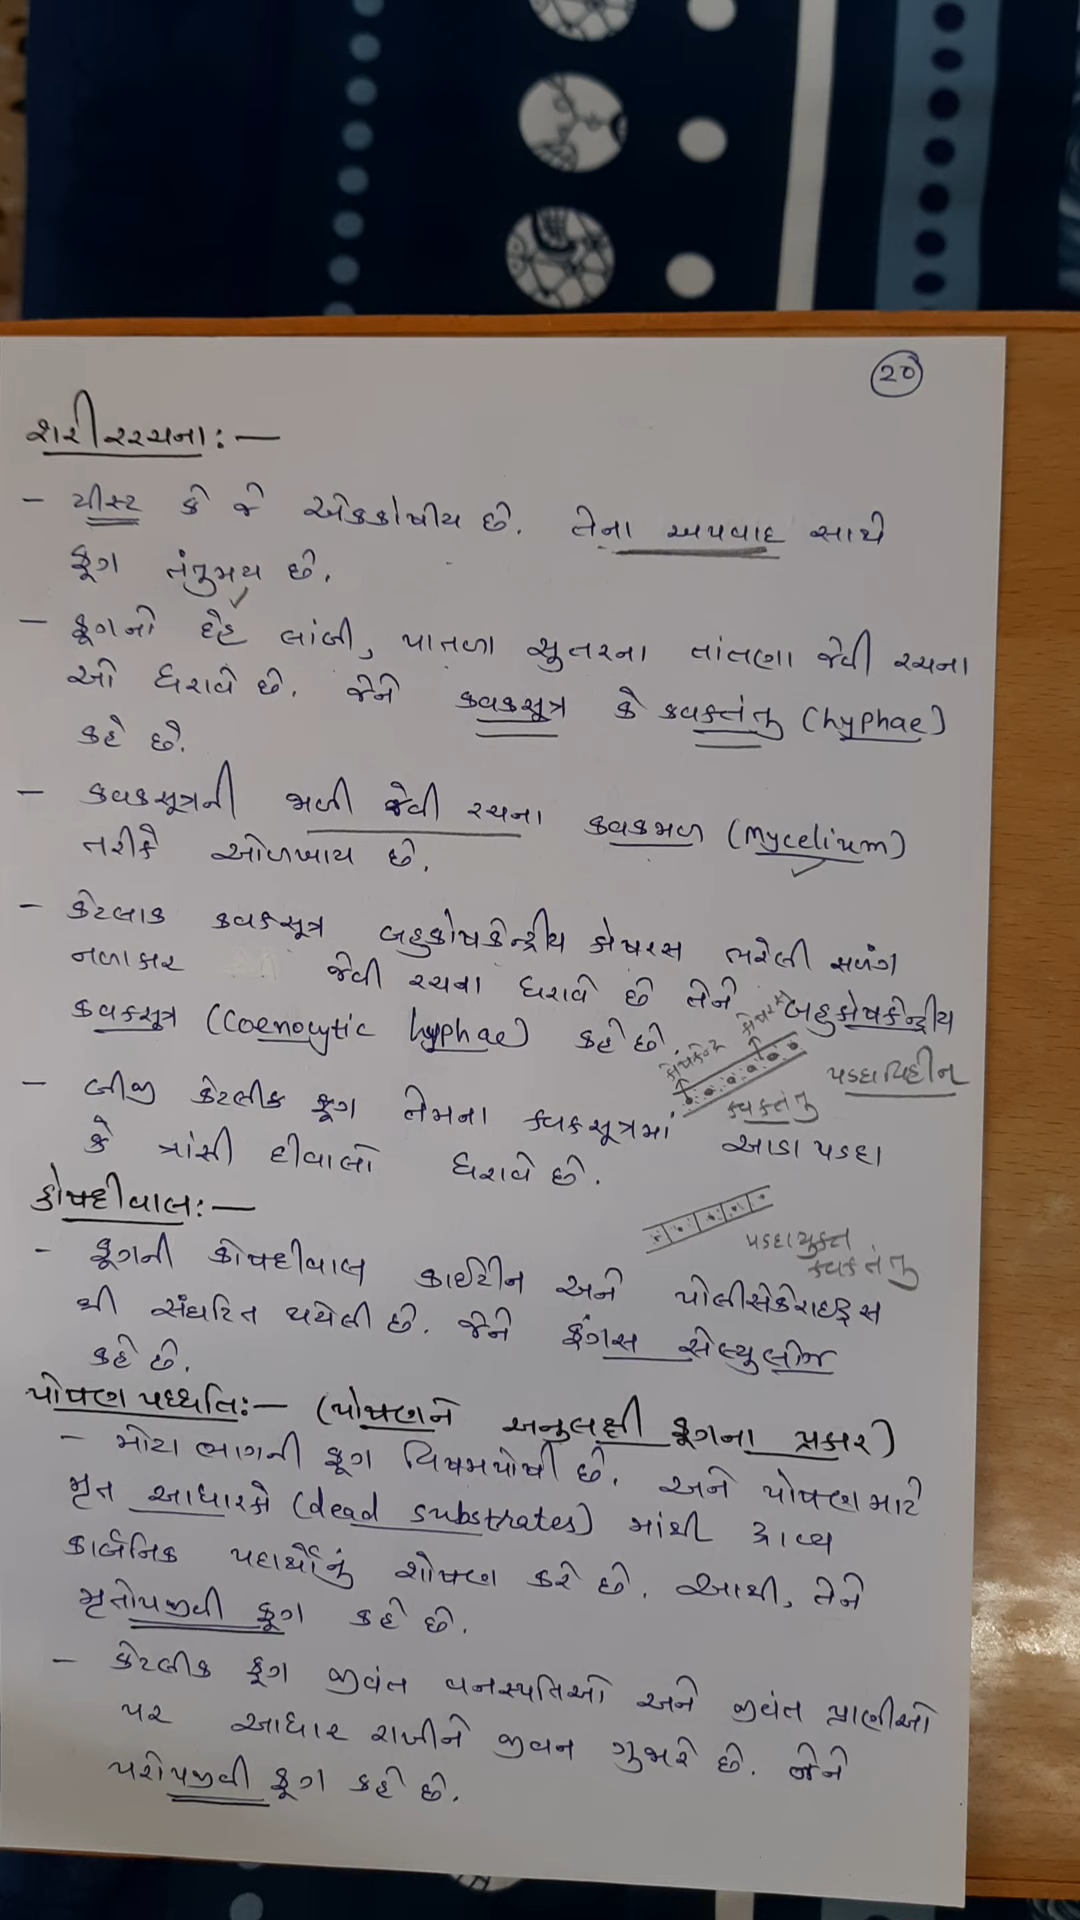 20
શરીરરચના:—
- યીસ્ટ કે જે એકકોષીય છે. તેના અપવાદ સાથે
ફૂગ તંતુમય છે.
- ફૂગનો દેહ લાંબી, પાતળા સુતરના તાંતણા જેવી રચના
ઓ ધરાવે છે. જેને કવકસૂત્ર કે કવકતંતુ (hyphae)
કહે છે.
- કવકસૂત્રની જાળી જેવી રચના કવકજાળ (Mycelium)
તરીકે ઓળખાય છે.
- કેટલાક કવકસૂત્ર બહુકોષકેન્દ્રીય કોષરસ ભરેલી સળંગ
નળાકાર જેવી રચના ધરાવે છે તેને બહુકોષકેન્દ્રીય
કવકસૂત્ર (Coenocytic hyphae) કહે છે.
કોષકેન્દ્ર કોષરસ
પડદાવિહીન
કવકતંતુ
- બીજી કેટલીક ફૂગ તેમના કવકસૂત્રમાં આડા પડદા
કે ત્રાંસી દીવાલો ધરાવે છે.
કોષદીવાલ:—
પડદાયુક્ત
કવકતંતુ
- ફૂગની કોષદીવાલ કાઈટીન અને પોલીસેકેરાઇડ્સ
થી સંઘટિત થયેલી છે. જેને ફંગસ સેલ્યુલોઝ
કહે છે.
પોષણ પધ્ધતિ:— (પોષણને અનુલક્ષી ફૂગના પ્રકાર)
- મોટા ભાગની ફૂગ વિષમપોષી છે. અને પોષણ માટે
મૃત આધારકો (dead substrates) માંથી દ્રાવ્ય
કાર્બનિક પદાર્થોનું શોષણ કરે છે. આથી, તેને
મૃતોપજીવી ફૂગ કહે છે.
- કેટલીક ફૂગ જીવંત વનસ્પતિઓ અને જીવંત પ્રાણીઓ
પર આધાર રાખીને જીવન ગુજારે છે. જેને
પરોપજીવી ફૂગ કહે છે.